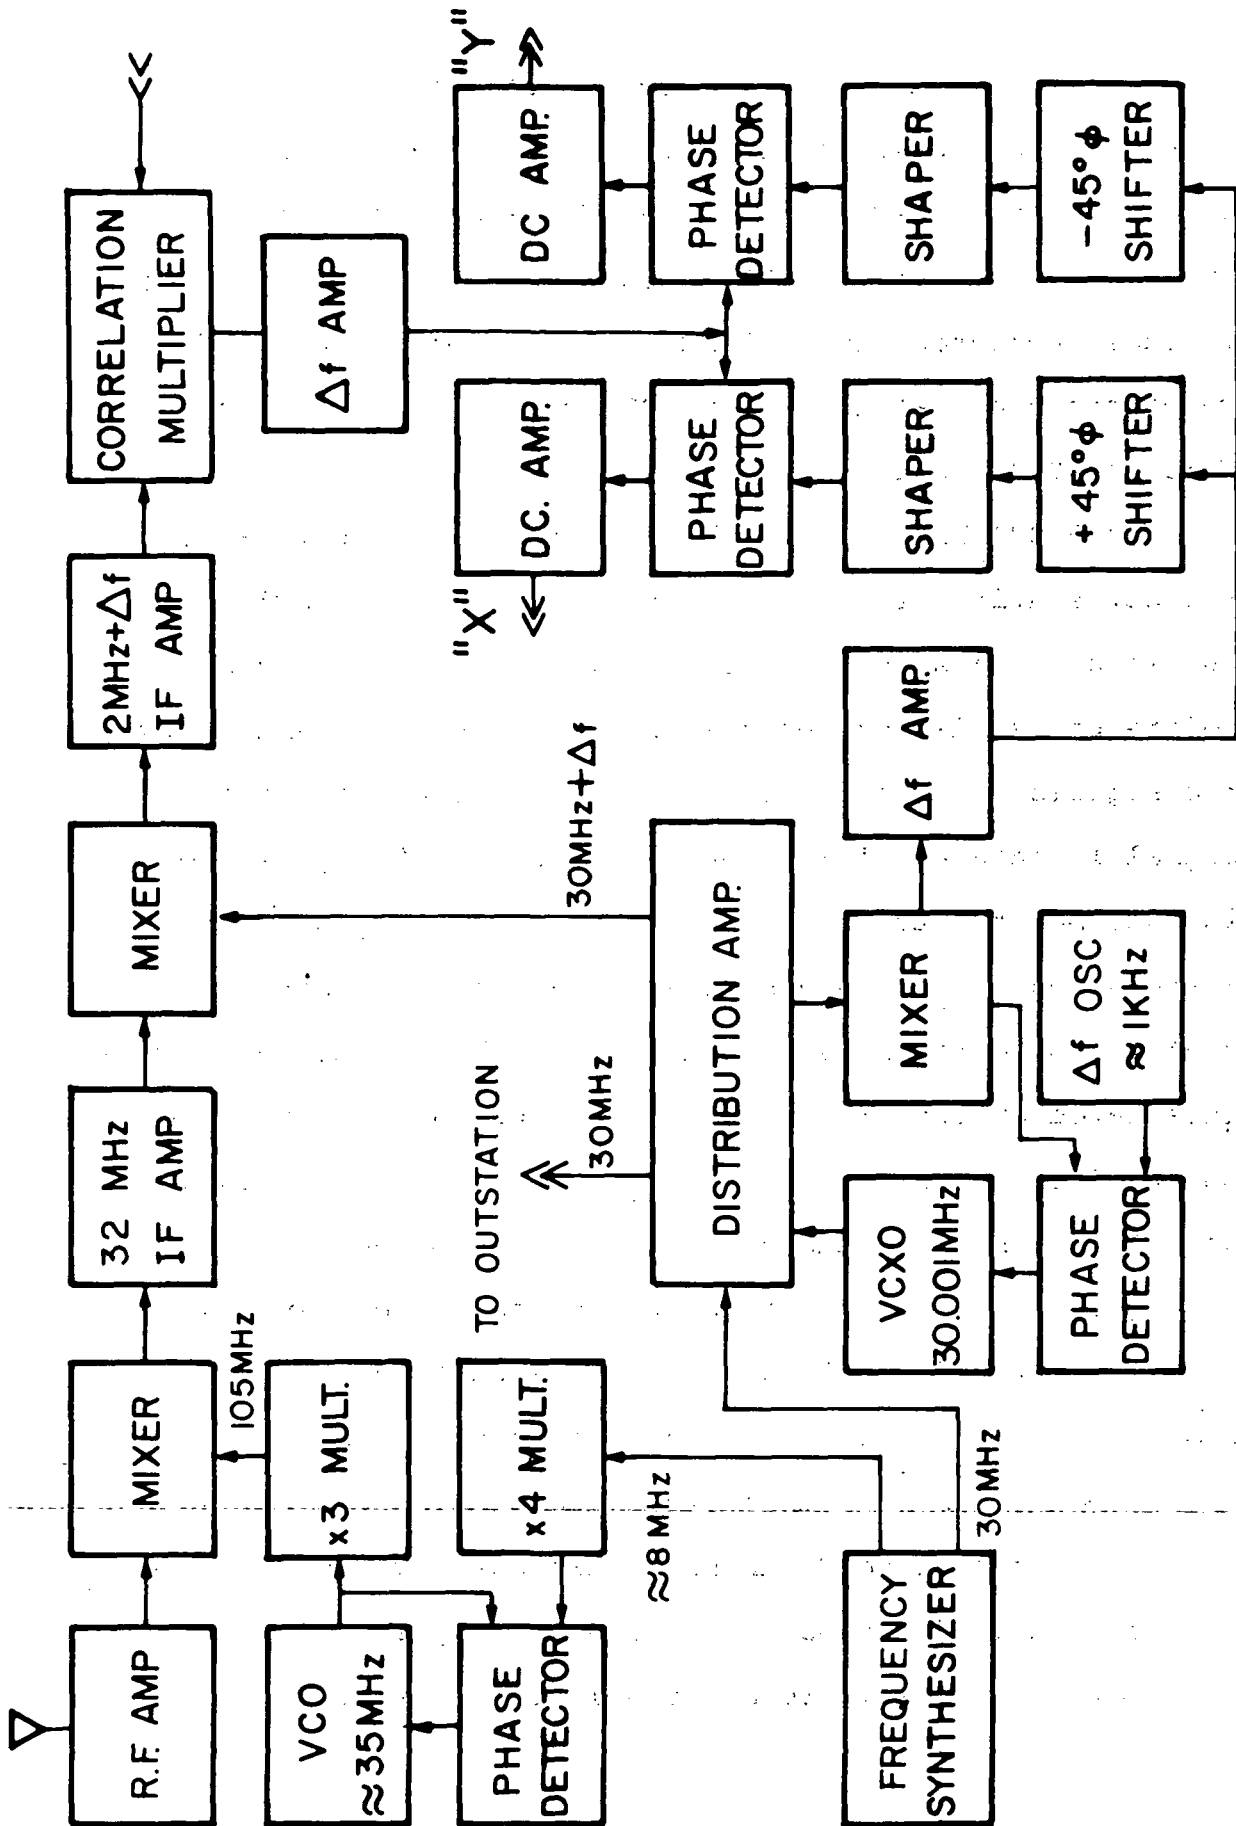 R.F. AMP
MIXER
32 MHz
IF AMP
MIXER
2MHz+Δf
IF AMP
CORRELATION
MULTIPLIER
105MHz
VCO
≈35MHz
x3 MULT.
Δf AMP
PHASE
DETECTOR
x4 MULT.
TO OUTSTATION
"X"
DC. AMP.
DC AMP.
"Y"
≈8MHz
30MHz
30MHz+Δf
DISTRIBUTION AMP.
PHASE
DETECTOR
PHASE
DETECTOR
FREQUENCY
SYNTHESIZER
30MHz
VCXO
30.001MHz
MIXER
Δf AMP.
SHAPER
SHAPER
PHASE
DETECTOR
Δf OSC
≈1KHz
+45°ϕ
SHIFTER
-45°ϕ
SHIFTER